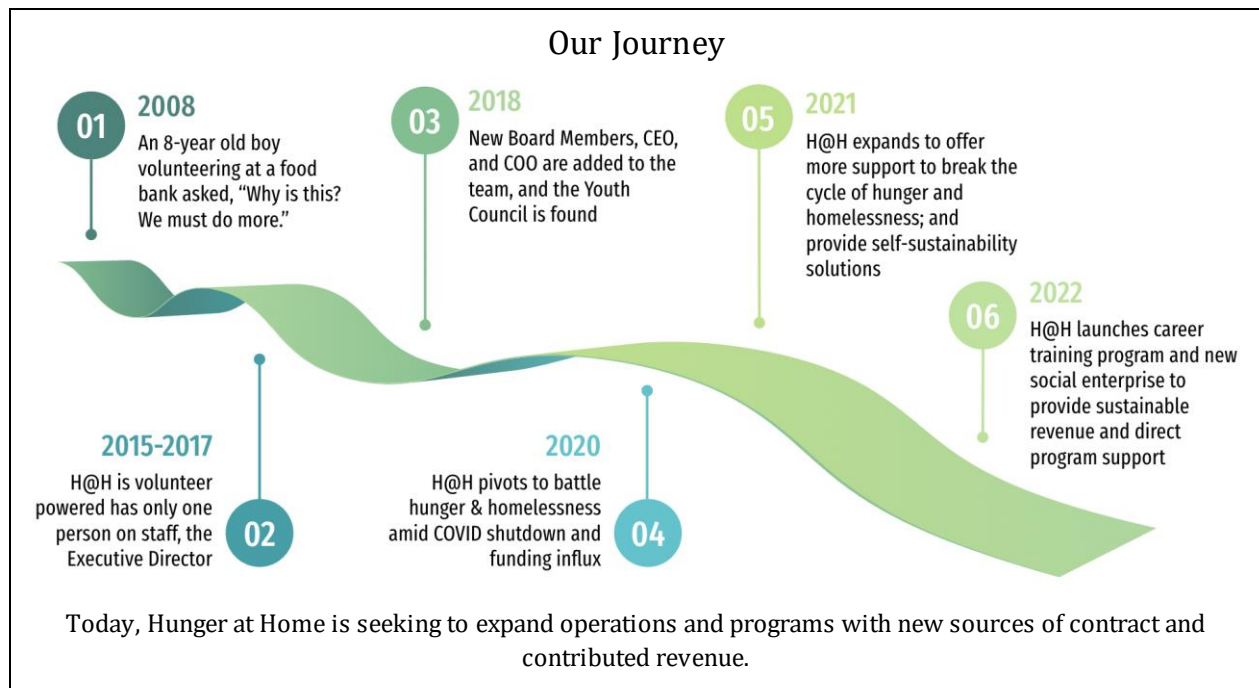 Our Journey
01
2008
An 8-year old boy
volunteering at a food
bank asked, “Why is this?
We must do more.”
02
2015-2017
H@H is volunteer
powered has only one
person on staff, the
Executive Director
03
2018
New Board Members, CEO,
and COO are added to the
team, and the Youth
Council is found
04
2020
H@H pivots to battle
hunger & homelessness
amid COVID shutdown and
funding influx
05
2021
H@H expands to offer
more support to break the
cycle of hunger and
homelessness; and
provide self-sustainability
solutions
06
2022
H@H launches career
training program and new
social enterprise to
provide sustainable
revenue and direct
program support
Today, Hunger at Home is seeking to expand operations and programs with new sources of contract and
contributed revenue.